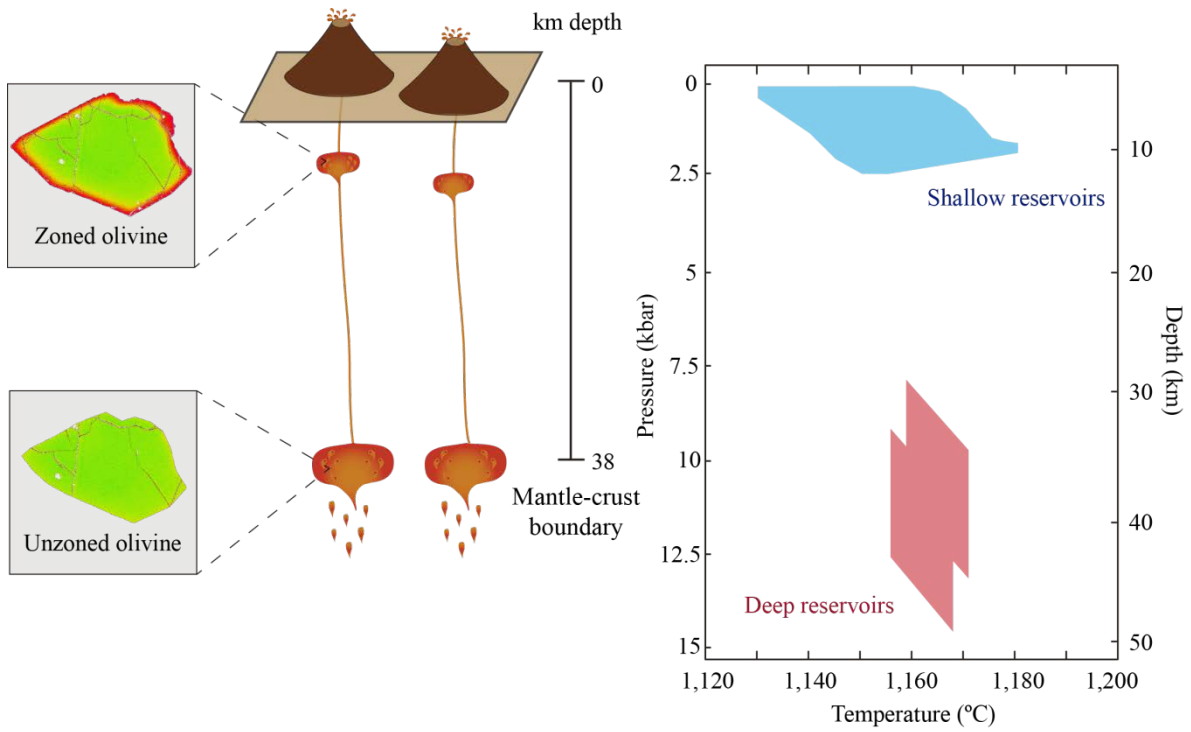 km depth
0
Zoned olivine
Unzoned olivine
38
Mantle-crust
boundary
0
2.5
5
7.5
10
12.5
15
Pressure (kbar)
Shallow reservoirs
Deep reservoirs
10
20
30
40
50
Depth (km)
1,120
1,140
1,160
1,180
1,200
Temperature (ºC)